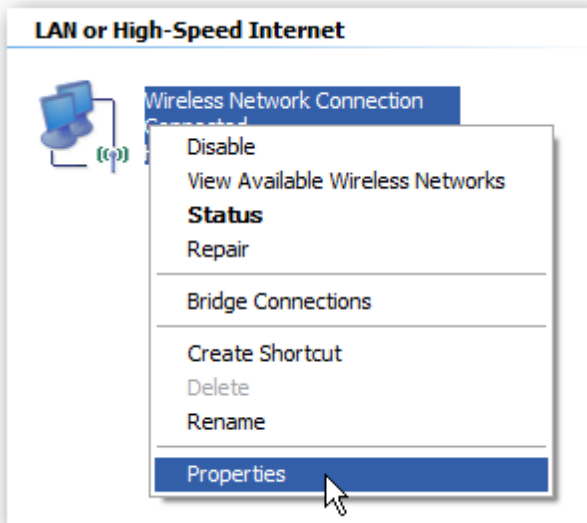 LAN or High-Speed Internet
Wireless Network Connection
Connected
Disable
View Available Wireless Networks
Status
Repair
Bridge Connections
Create Shortcut
Delete
Rename
Properties